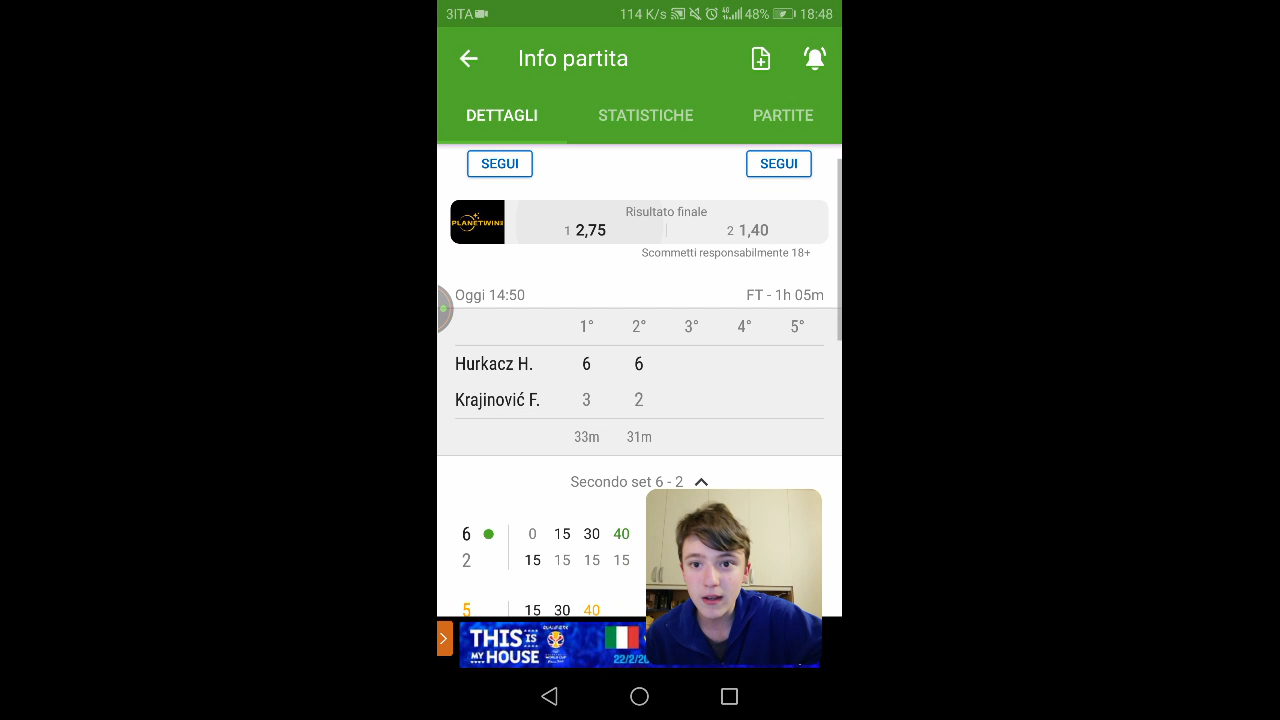 3ITA 114 K/s 4G 48% 18:48
Info partita
DETTAGLI STATISTICHE PARTITE
SEGUI SEGUI
PLANETWIN
Risultato finale
1 2,75 2 1,40
Scommetti responsabilmente 18+
Oggi 14:50 FT - 1h 05m
1° 2° 3° 4° 5°
Hurkacz H. 6 6
Krajinović F. 3 2
33m 31m
Secondo set 6 - 2
6 0 15 30 40
2 15 15 15 15
5 15 30 40
THIS IS
MY HOUSE
22/2/20